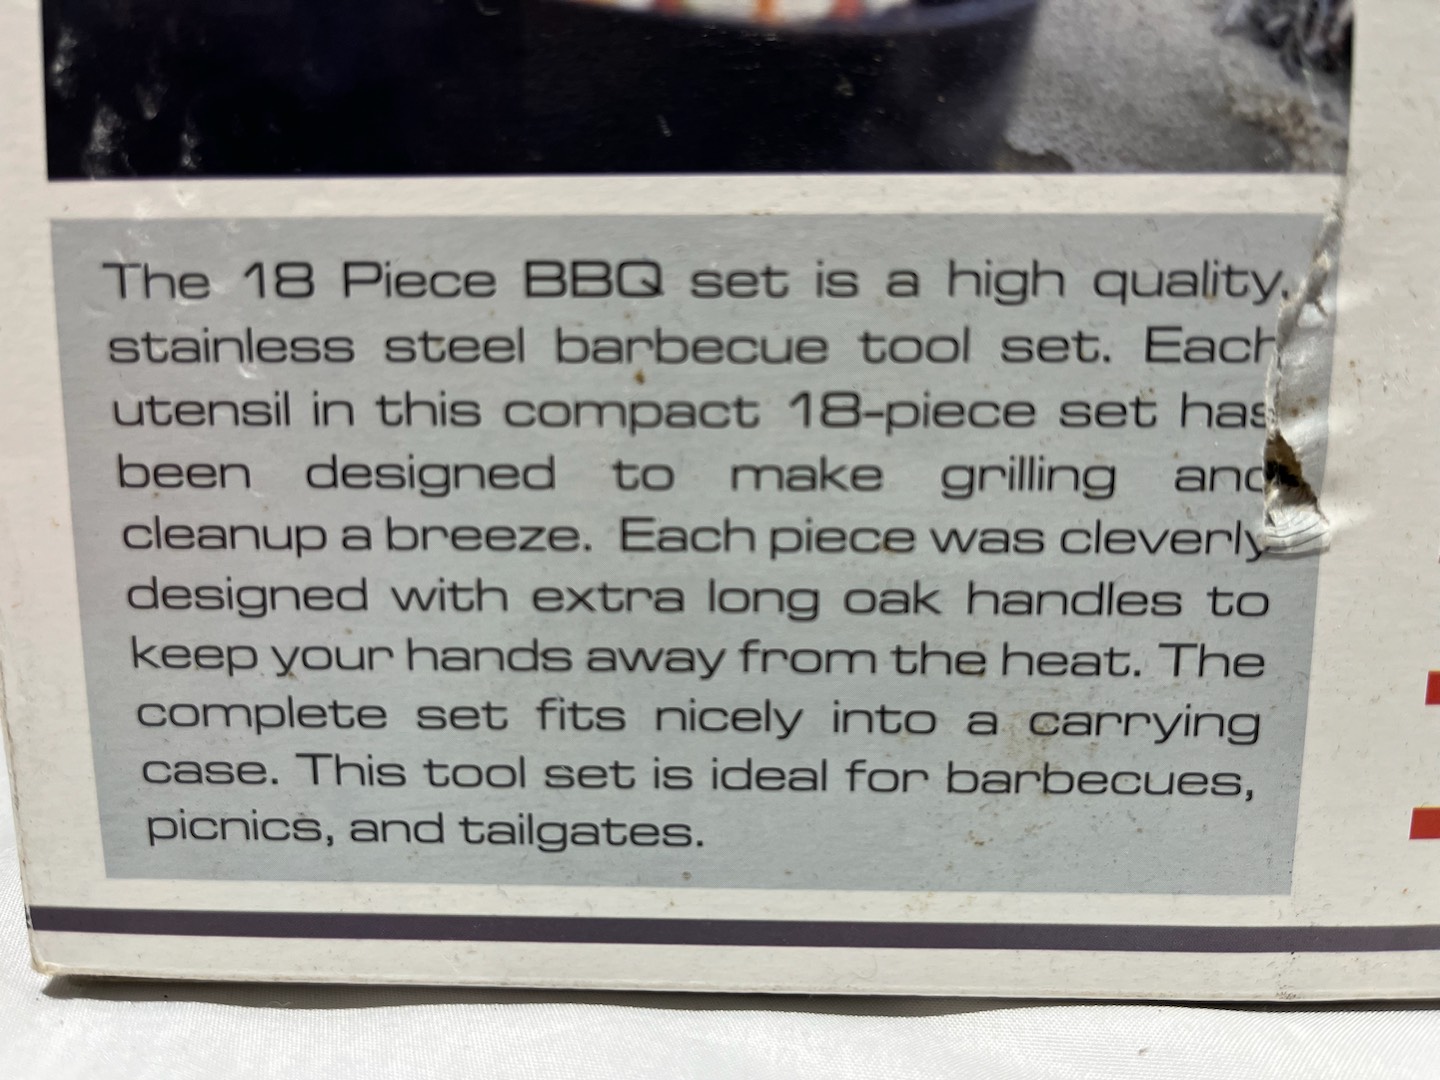 The 18 Piece BBQ set is a high quality,
stainless steel barbecue tool set. Each
utensil in this compact 18-piece set has
been designed to make grilling and
cleanup a breeze. Each piece was cleverly
designed with extra long oak handles to
keep your hands away from the heat. The
complete set fits nicely into a carrying
case. This tool set is ideal for barbecues,
picnics, and tailgates.